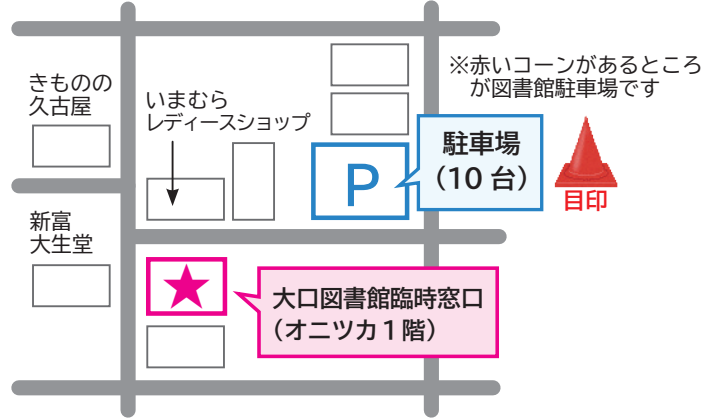 きものの
久古屋
いまむら
レディースショップ
※赤いコーンがあるところ
が図書館駐車場です
P
駐車場
（10 台）
目印
新富
大生堂
大口図書館臨時窓口
（オニツカ１階）